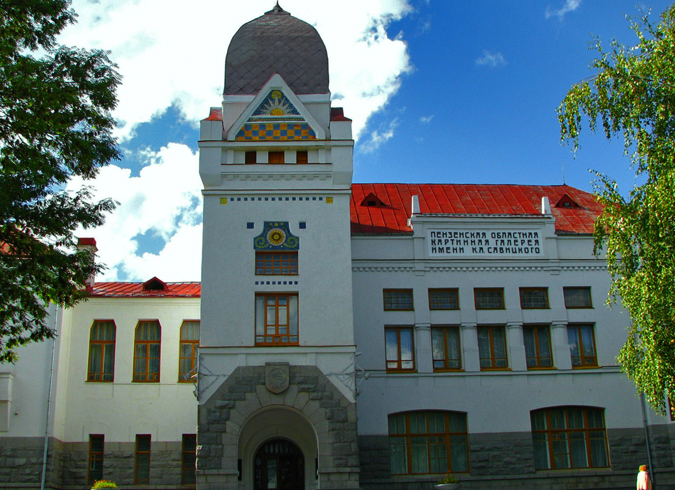 ПЕНЗЕНСКАЯ ОБЛАСТНАЯ
КАРТИННАЯ ГАЛЕРЕЯ
ИМЕНИ К.А.САВИЦКОГО